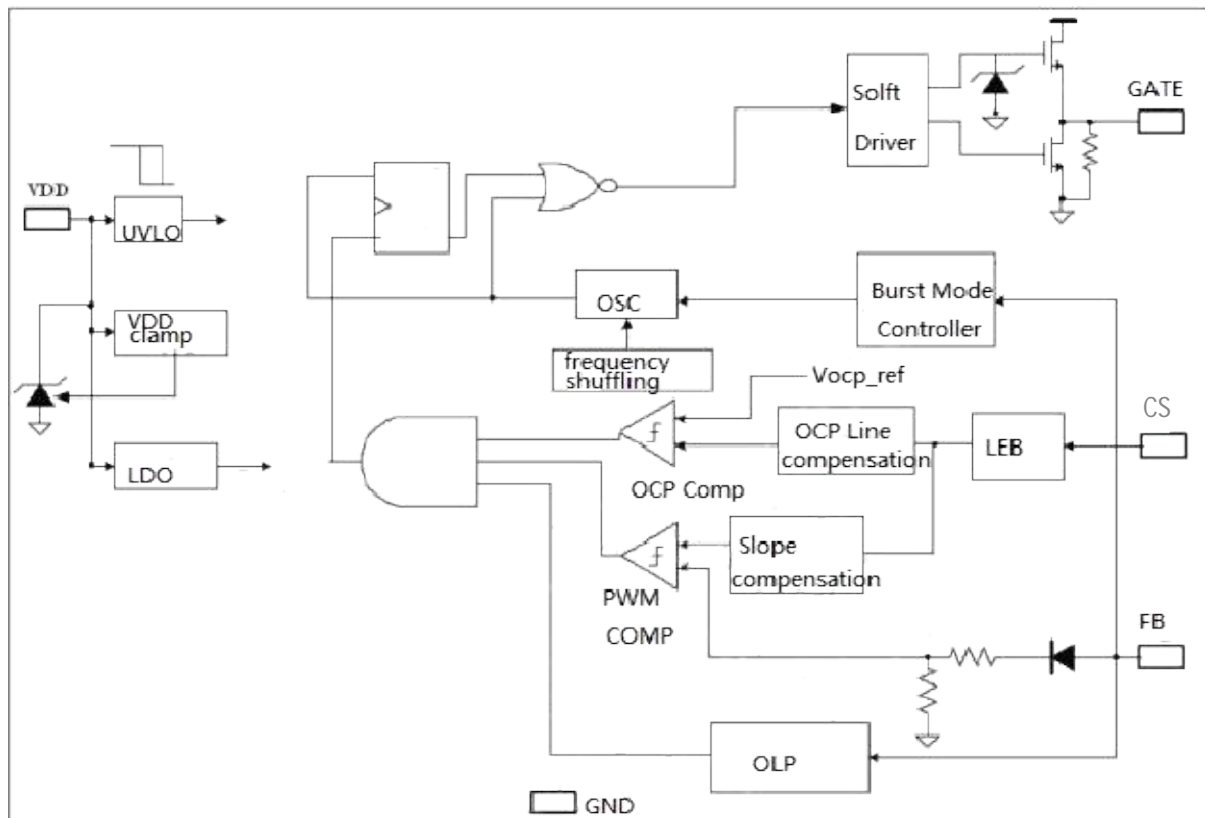 Solft
Driver
GATE
VDD
UVLO
VDD
clamp
LDO
OSC
frequency
shuffling
Burst Mode
Controller
Vocp_ref
OCP Line
compensation
LEB
CS
OCP Comp
Slope
compensation
PWM
COMP
FB
OLP
GND